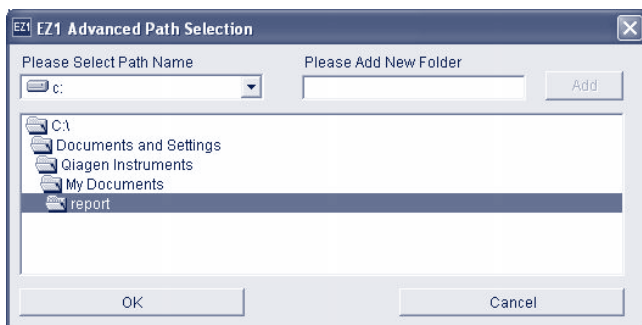 EZ1 EZ1 Advanced Path Selection
Please Select Path Name Please Add New Folder
c: Add
C:\
Documents and Settings
Qiagen Instruments
My Documents
report
OK Cancel